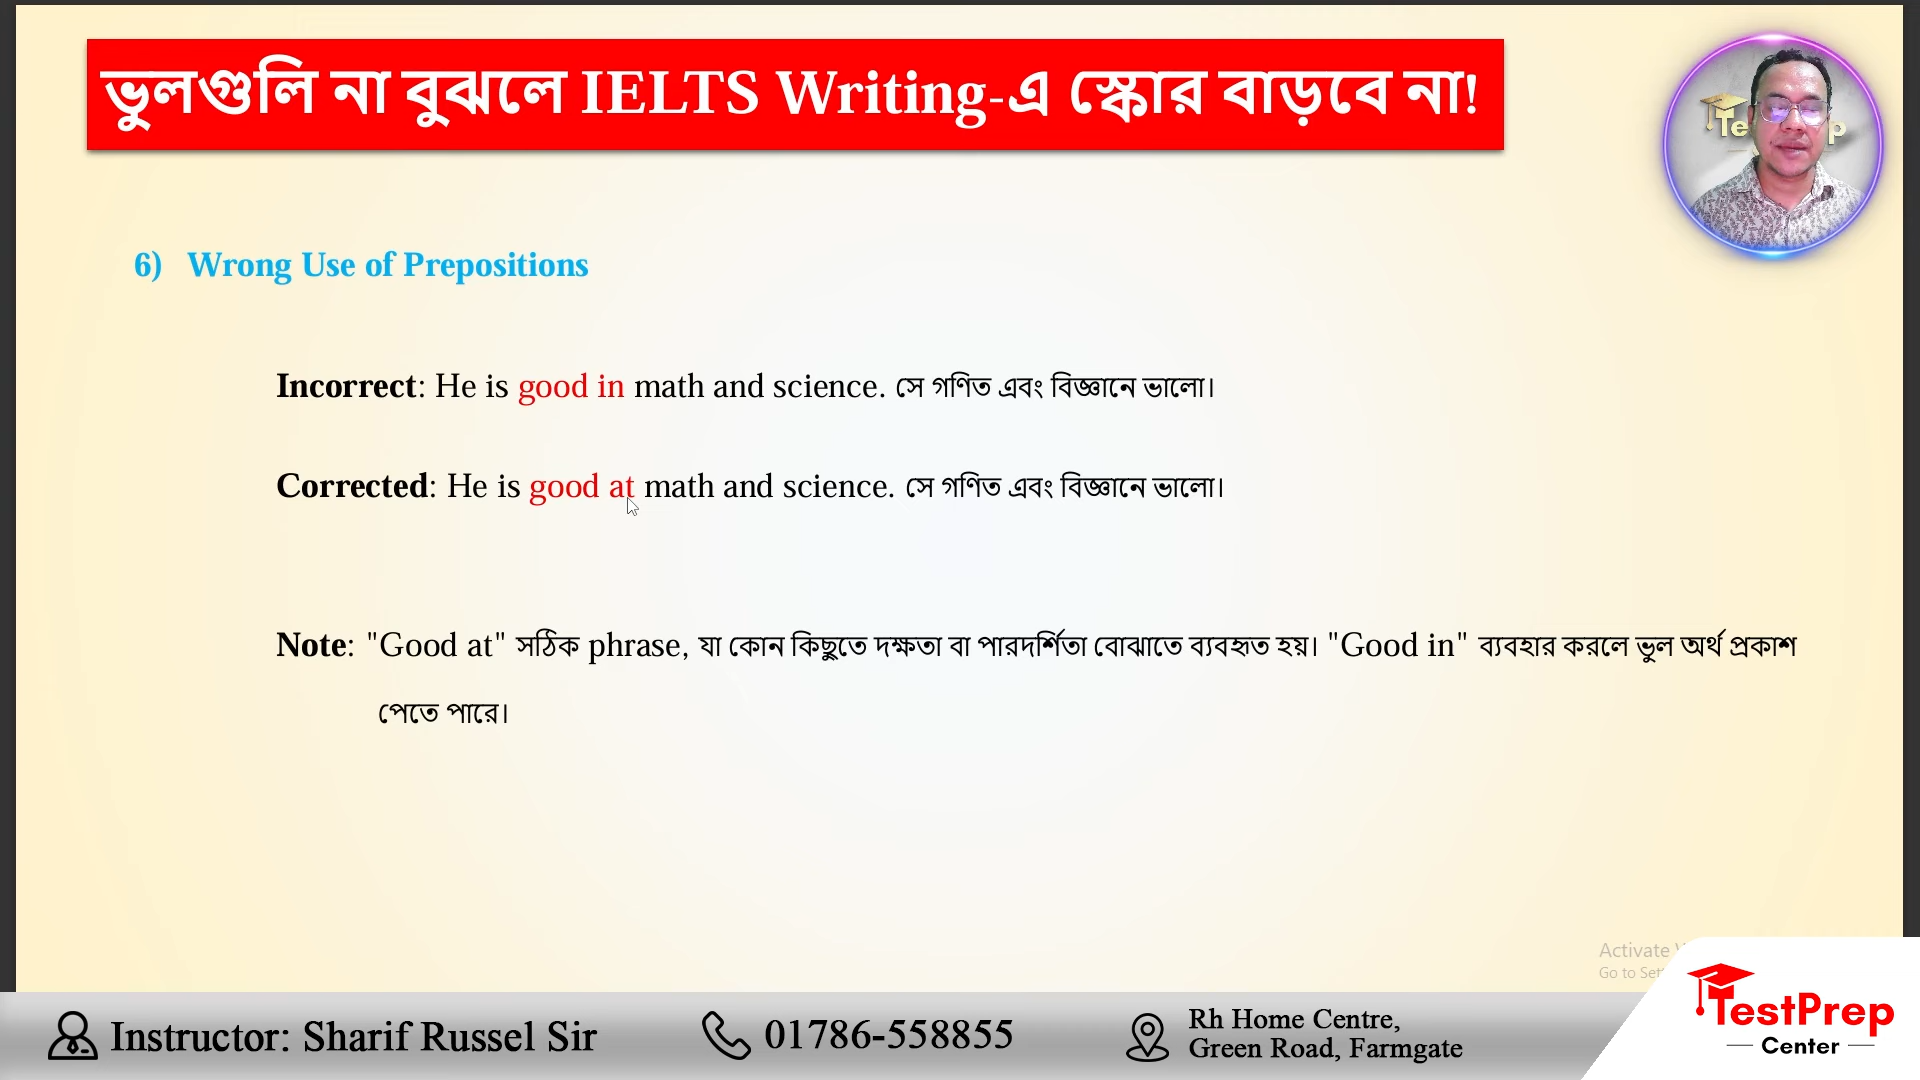 ভুলগুলি না বুঝলে IELTS Writing-এ স্কোর বাড়বে না!
6) Wrong Use of Prepositions
Incorrect: He is good in math and science. সে গণিত এবং বিজ্ঞানে ভালো।
Corrected: He is good at math and science. সে গণিত এবং বিজ্ঞানে ভালো।
Note: "Good at" সঠিক phrase, যা কোন কিছুতে দক্ষতা বা পারদর্শিতা বোঝাতে ব্যবহৃত হয়। "Good in" ব্যবহার করলে ভুল অর্থ প্রকাশ
পেতে পারে।
Activate
Go to
Instructor: Sharif Russel Sir
01786-558855
Rh Home Centre,
Green Road, Farmgate
TestPrep
Center